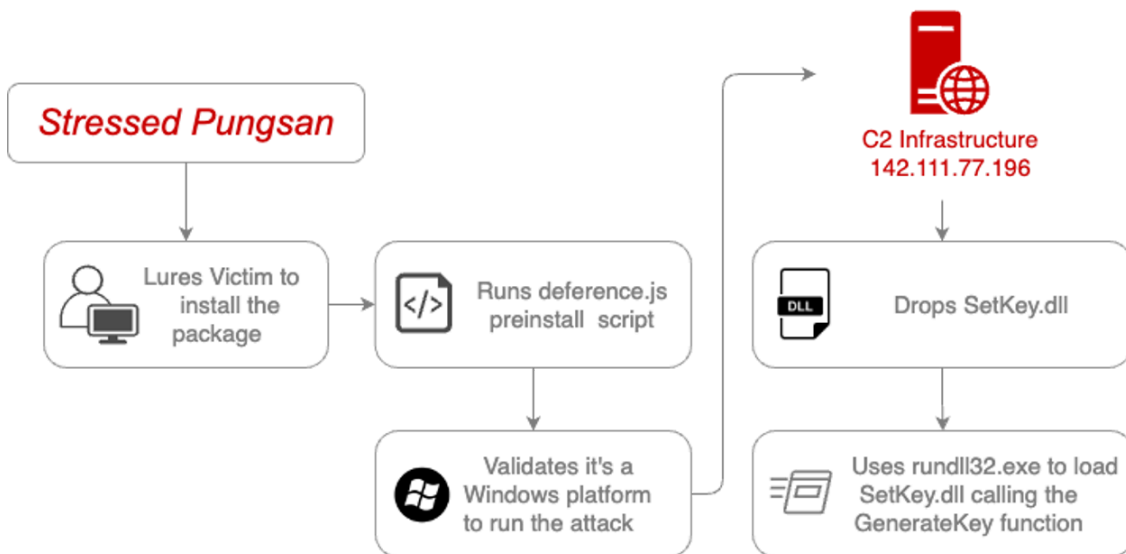 Stressed Pungsan
Lures Victim to
install the
package
Runs deference.js
preinstall script
</>
Validates it's a
Windows platform
to run the attack
C2 Infrastructure
142.111.77.196
DLL
Drops SetKey.dll
Uses rundll32.exe to load
SetKey.dll calling the
GenerateKey function